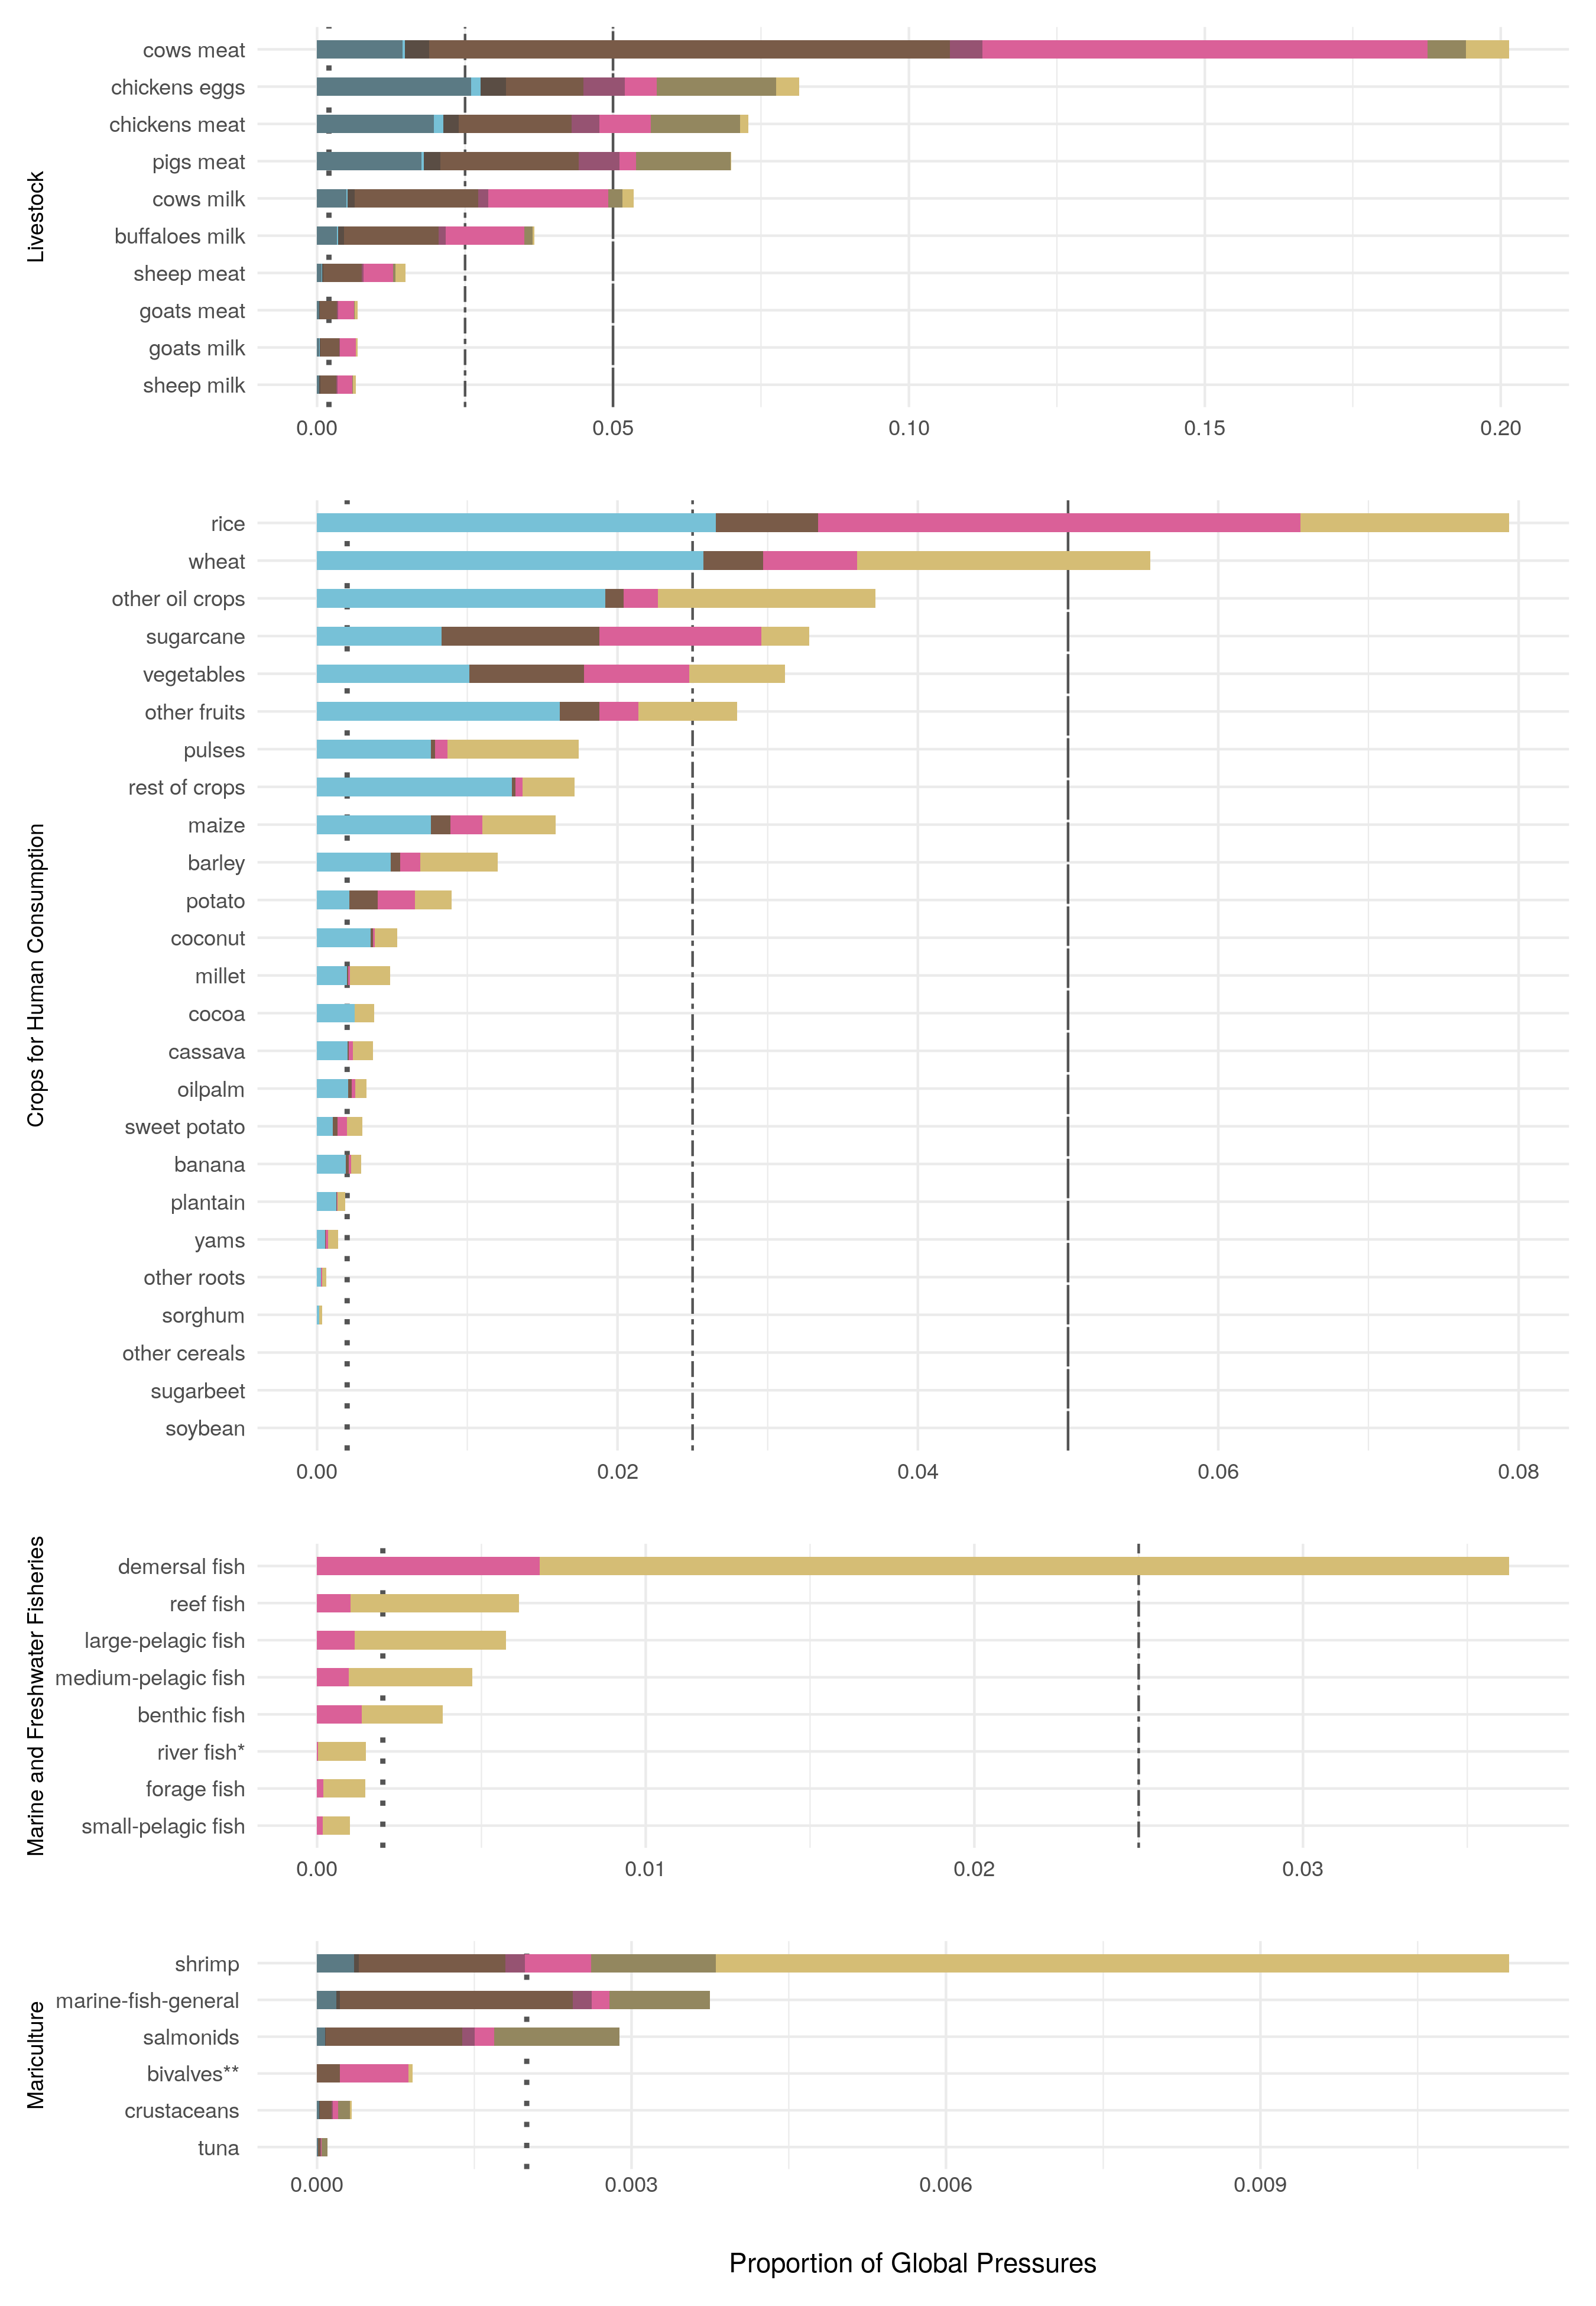 Livestock
cows meat
chickens eggs
chickens meat
pigs meat
cows milk
buffaloes milk
sheep meat
goats meat
goats milk
sheep milk
0.00 0.05 0.10 0.15 0.20
Crops for Human Consumption
rice
wheat
other oil crops
sugarcane
vegetables
other fruits
pulses
rest of crops
maize
barley
potato
coconut
millet
cocoa
cassava
oilpalm
sweet potato
banana
plantain
yams
other roots
sorghum
other cereals
sugarbeet
soybean
0.00 0.02 0.04 0.06 0.08
Marine and Freshwater Fisheries
demersal fish
reef fish
large-pelagic fish
medium-pelagic fish
benthic fish
river fish*
forage fish
small-pelagic fish
0.00 0.01 0.02 0.03
Mariculture
shrimp
marine-fish-general
salmonids
bivalves**
crustaceans
tuna
0.000 0.003 0.006 0.009
Proportion of Global Pressures